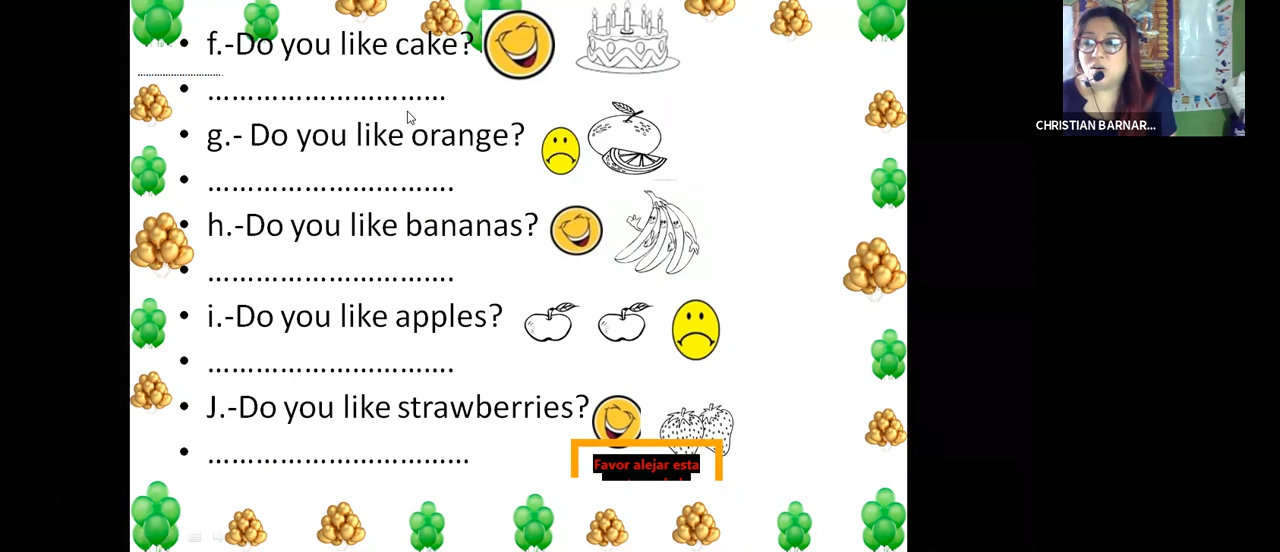 f.-Do you like cake?
................................
..............................
g.- Do you like orange?
...............................
h.-Do you like bananas?
...............................
i.-Do you like apples?
...............................
J.-Do you like strawberries?
.................................
Favor alejar esta
CHRISTIAN BARNAR...